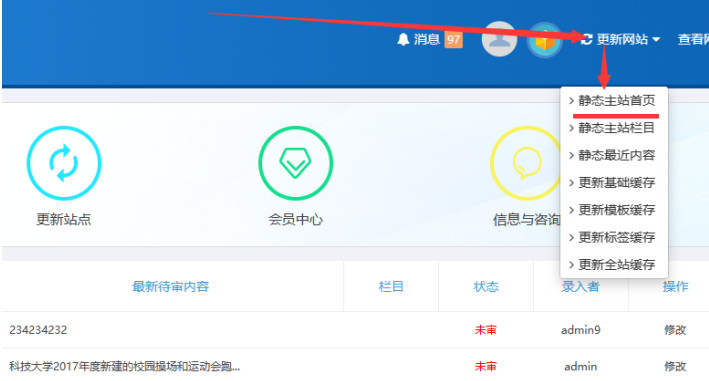 消息 97 更新网站 查看网
静态主站首页
静态主站栏目
静态最近内容
更新基础缓存
更新模板缓存
更新标签缓存
更新全站缓存
更新站点 会员中心 信息与咨询
最新待审内容 栏目 状态 录入者 操作
234234232 未审 admin9 修改
科技大学2017年度新建的校园操场和运动会跑... 未审 admin 修改